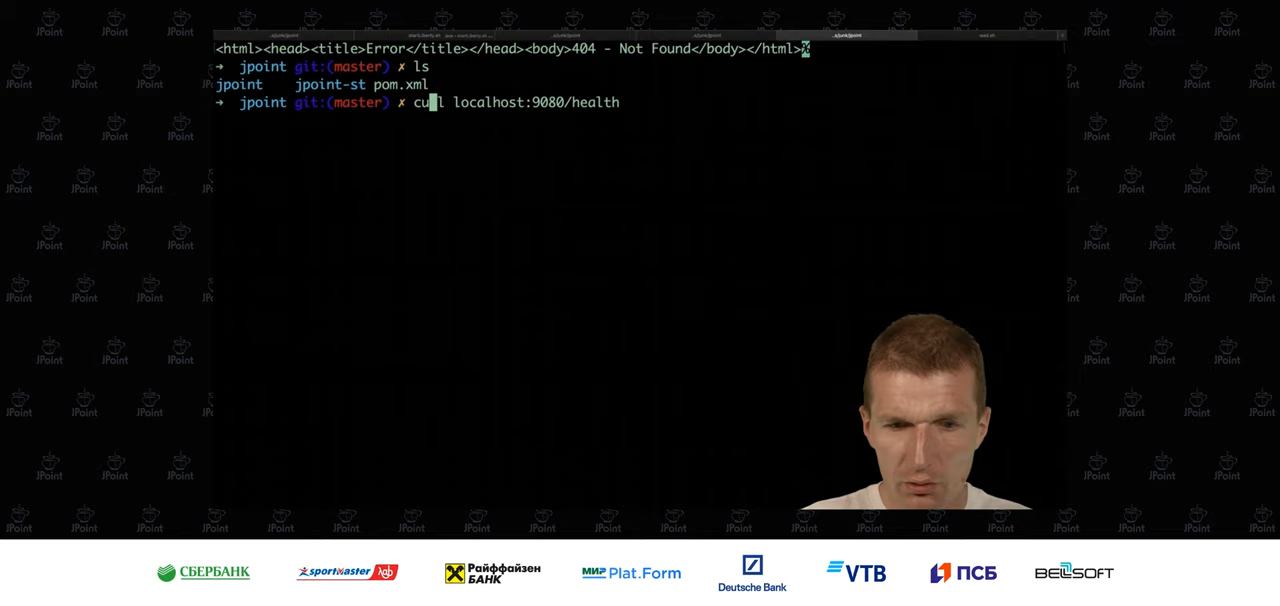 <html><head><title>Error</title></head><body>404 - Not Found</body></html>%
➜ jpoint git:(master) ✗ ls
jpoint jpoint-st pom.xml
➜ jpoint git:(master) ✗ curl localhost:9080/health
JPoint
СБЕРБАНК
sportmaster лаб
Райффайзен
БАНК
МИР Plat.Form
Deutsche Bank
VTB
ПСБ
BELLSOFT